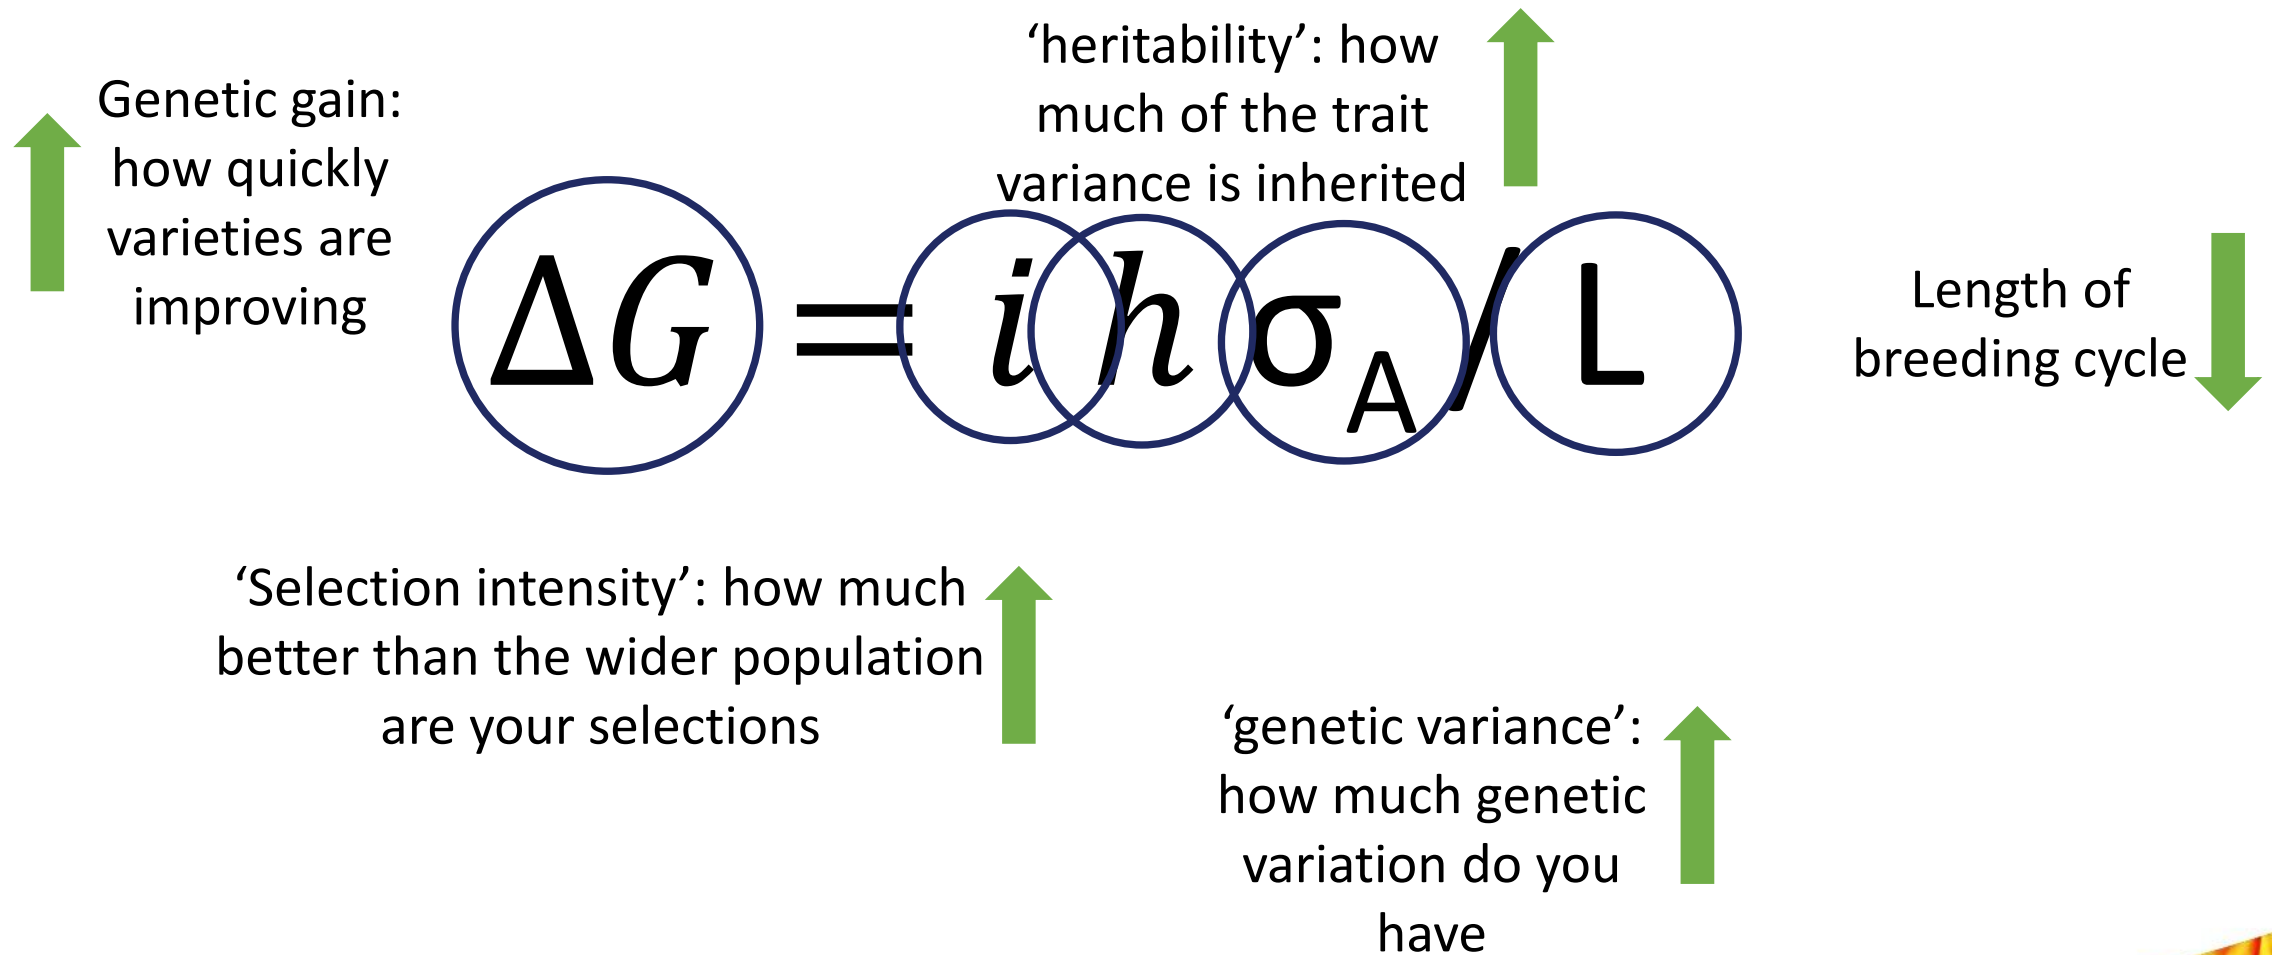 Genetic gain:
how quickly
varieties are
improving
‘heritability’: how
much of the trait
variance is inherited
ΔG = i h σA / L
Length of
breeding cycle
‘Selection intensity’: how much
better than the wider population
are your selections
‘genetic variance’:
how much genetic
variation do you
have